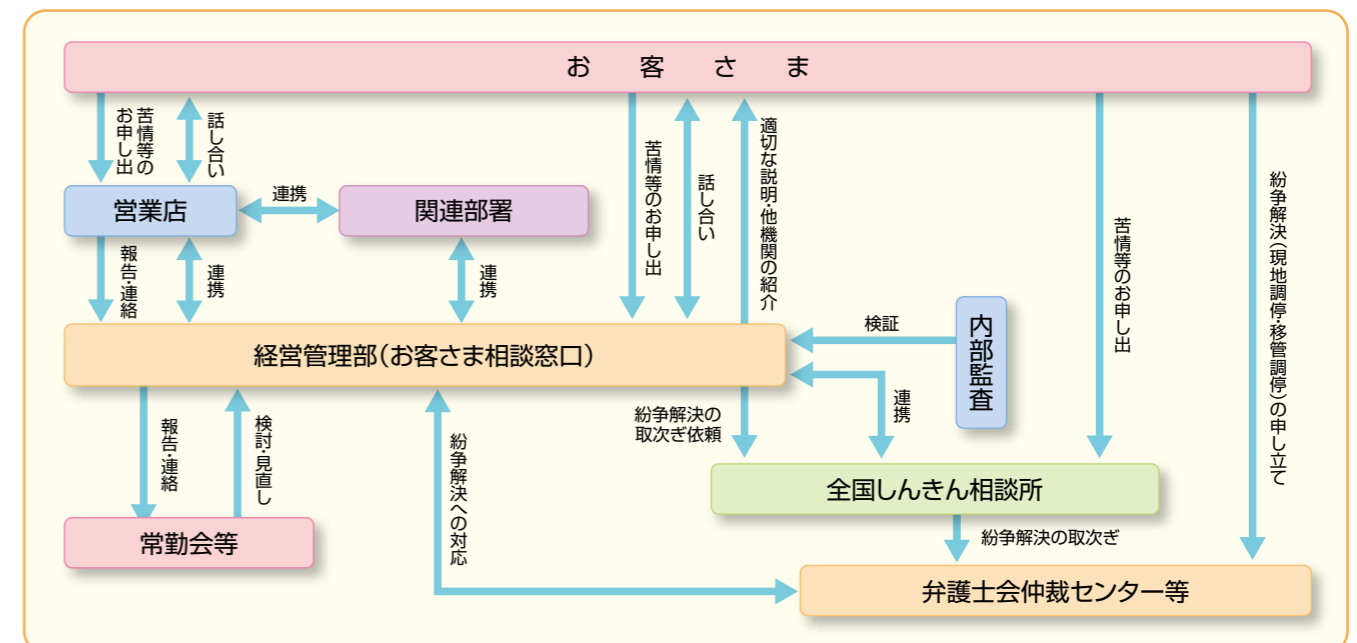 お客さま
苦情等の
お申し出
話し合い
苦情等のお申し出
話し合い
適切な説明・他機関の紹介
苦情等のお申し出
紛争解決（現地調停・移管調停）の申し立て
営業店
連携
関連部署
報告・連絡
連携
連携
経営管理部（お客さま相談窓口）
検証
内部監査
報告・連絡
検討・見直し
紛争解決への対応
紛争解決の
取次ぎ依頼
連携
全国しんきん相談所
常勤会等
紛争解決の取次ぎ
弁護士会仲裁センター等